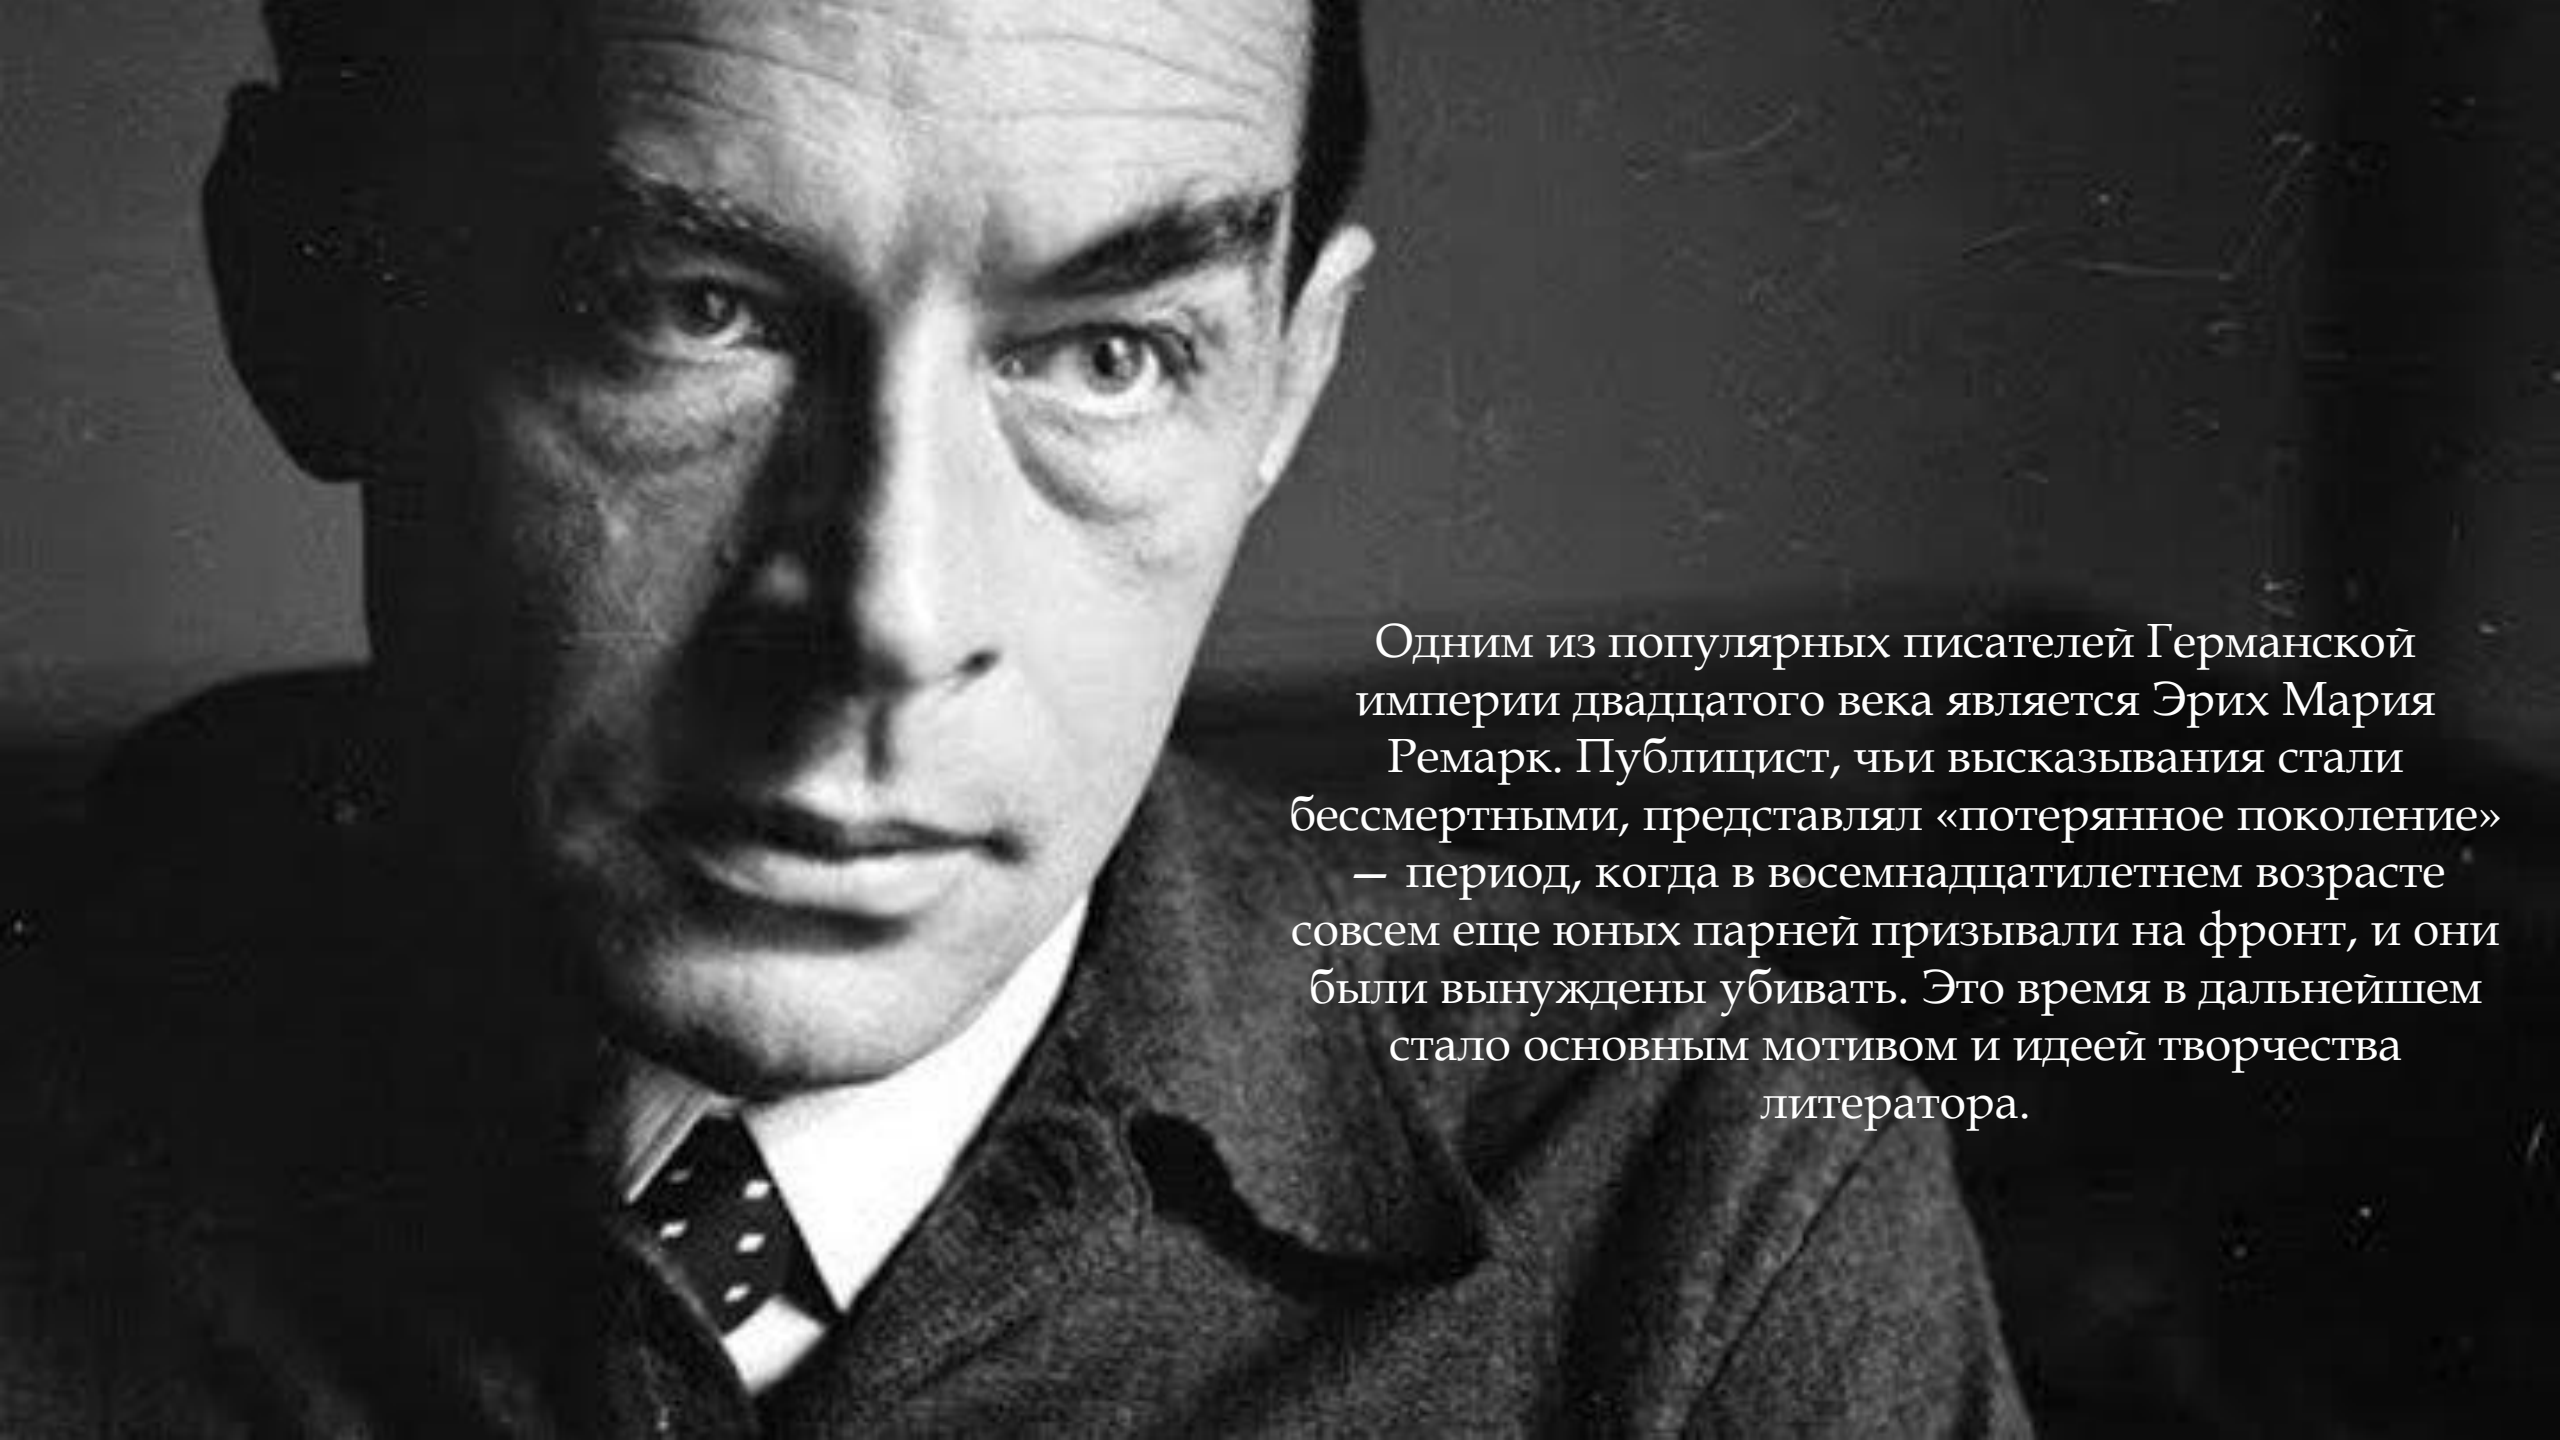 Одним из популярных писателей Германской
империи двадцатого века является Эрих Мария
Ремарк. Публицист, чьи высказывания стали
бессмертными, представлял «потерянное поколение»
— период, когда в восемнадцатилетнем возрасте
совсем еще юных парней призывали на фронт, и они
были вынуждены убивать. Это время в дальнейшем
стало основным мотивом и идеей творчества
литератора.